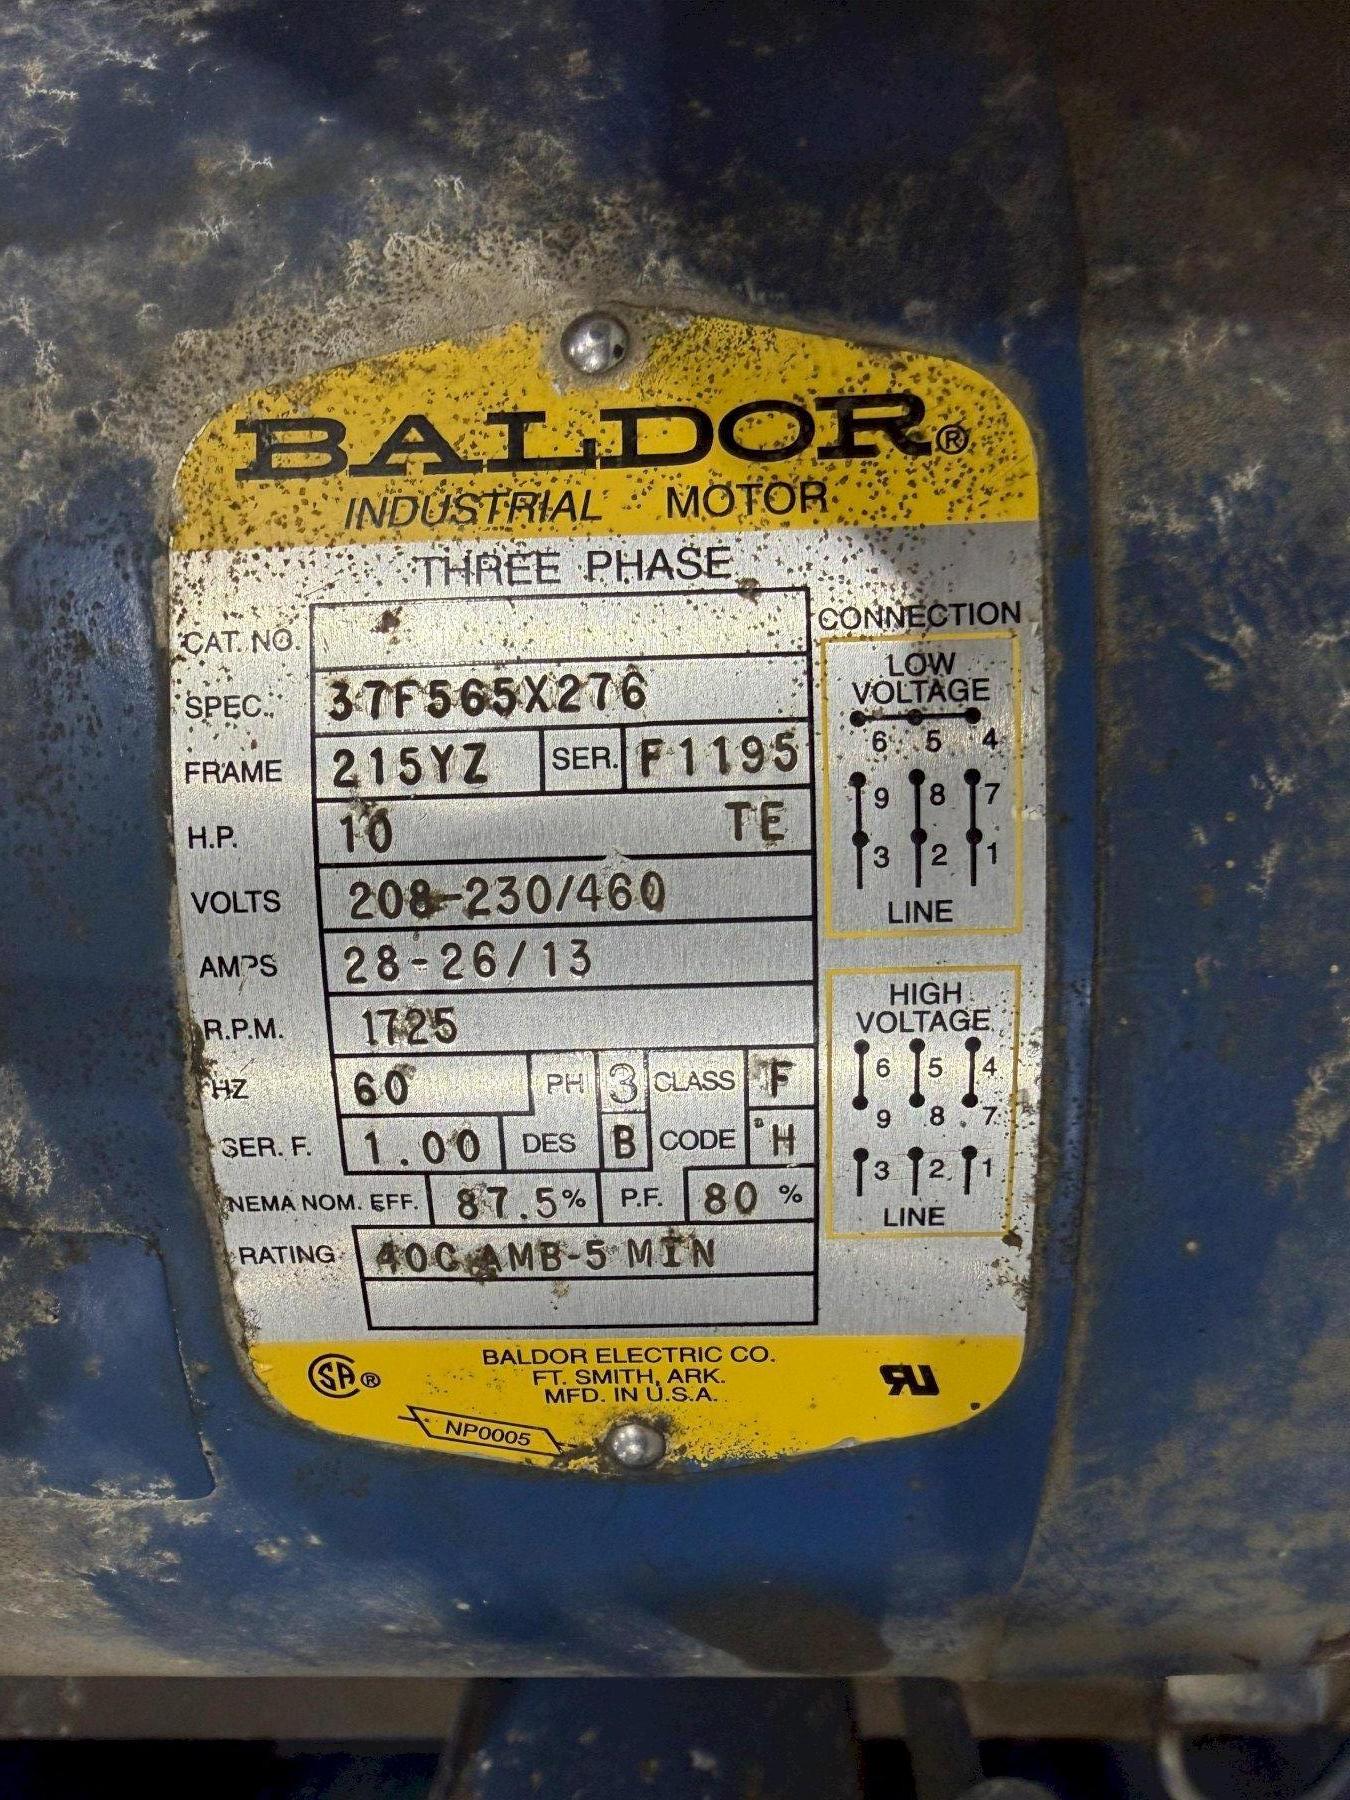 BALDOR®
INDUSTRIAL MOTOR
THREE PHASE
CAT. NO.
SPEC. 37F565X276
FRAME 215YZ SER. F1195
H.P. 10 TE
VOLTS 208-230/460
AMPS 28-26/13
R.P.M. 1725
HZ 60 PH 3 CLASS F
SER. F. 1.00 DES B CODE H
NEMA NOM. EFF. 87.5% P.F. 80 %
RATING 40C AMB-5 MIN
CONNECTION
LOW
VOLTAGE
6 5 4
9 8 7
3 2 1
LINE
HIGH
VOLTAGE
6 5 4
9 8 7
3 2 1
LINE
SA®
BALDOR ELECTRIC CO.
FT. SMITH, ARK.
MFD. IN U.S.A.
NP0005
RU